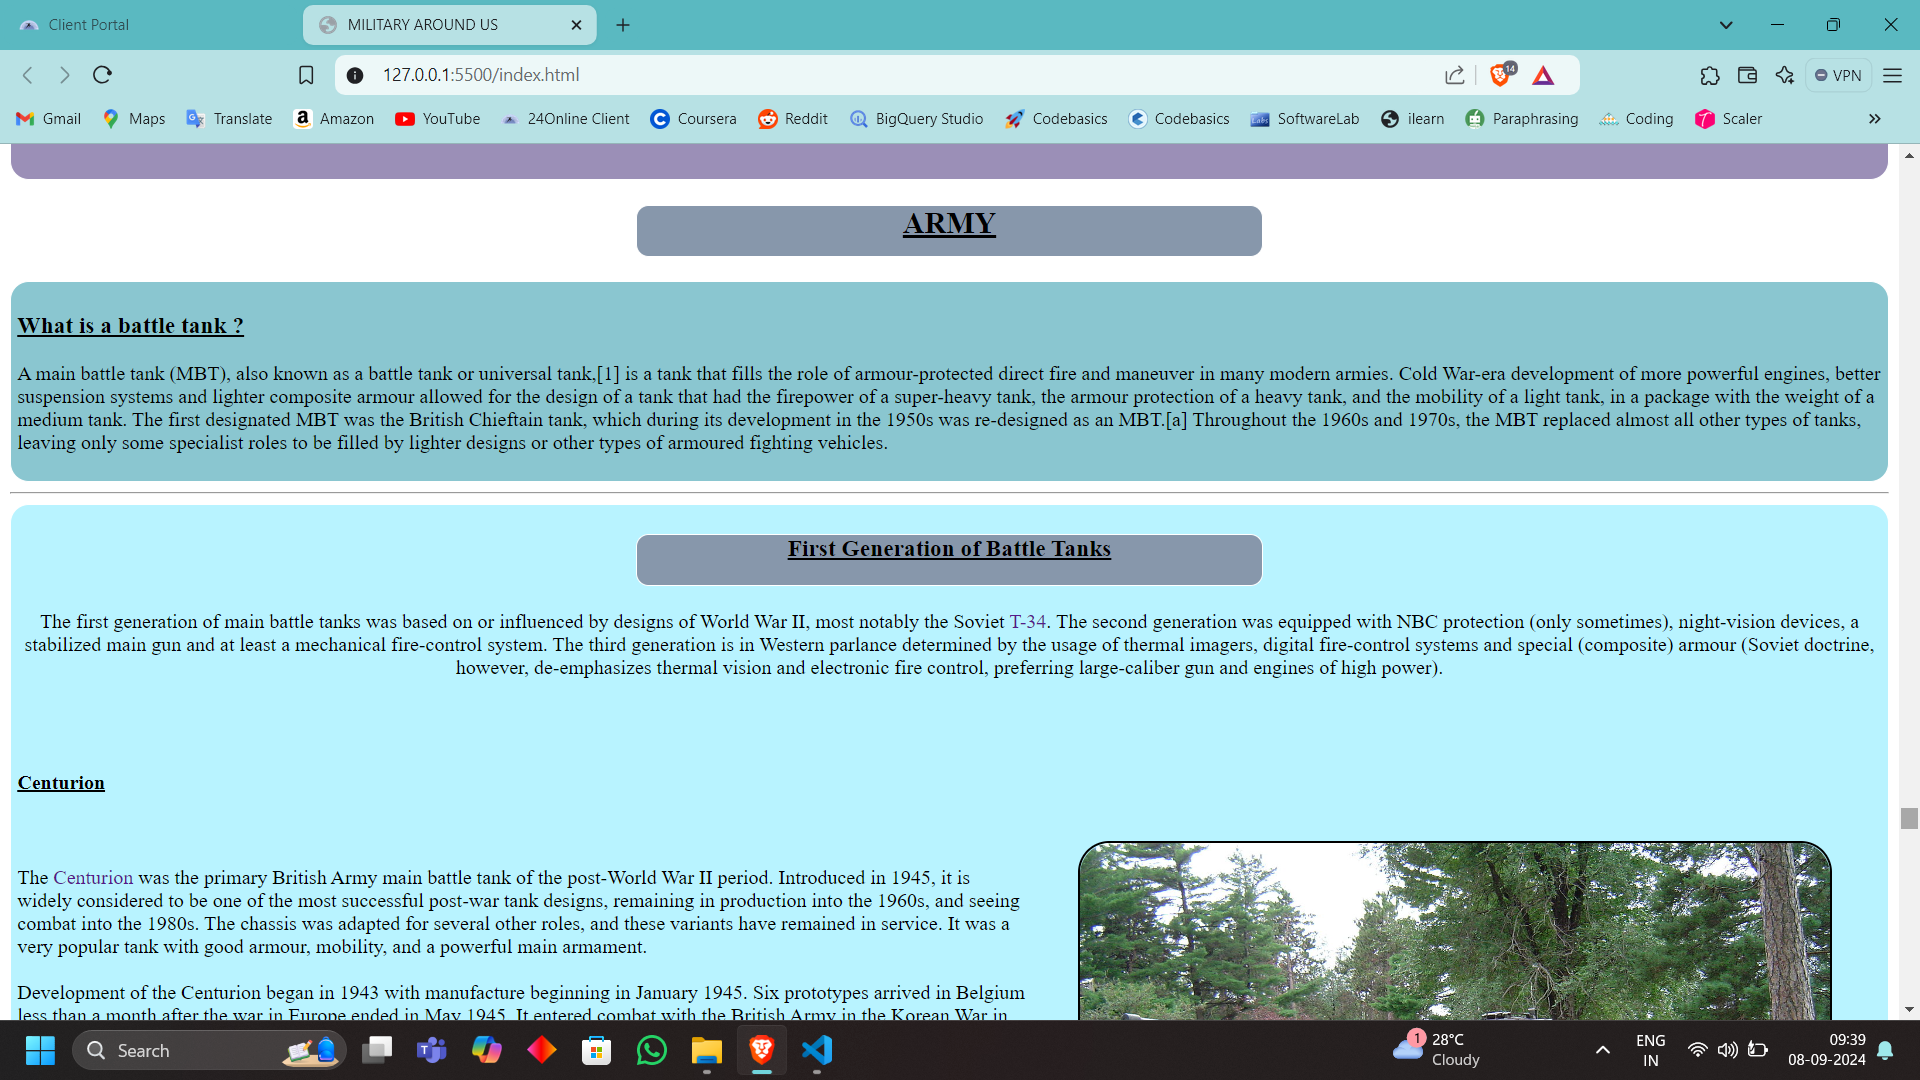 Client Portal
MILITARY AROUND US
127.0.0.1:5500/index.html
14
VPN
Gmail
Maps
Translate
Amazon
YouTube
24Online Client
Coursera
Reddit
BigQuery Studio
Codebasics
Codebasics
SoftwareLab
ilearn
Paraphrasing
Coding
Scaler
ARMY
What is a battle tank ?
A main battle tank (MBT), also known as a battle tank or universal tank,[1] is a tank that fills the role of armour-protected direct fire and maneuver in many modern armies. Cold War-era development of more powerful engines, better
suspension systems and lighter composite armour allowed for the design of a tank that had the firepower of a super-heavy tank, the armour protection of a heavy tank, and the mobility of a light tank, in a package with the weight of a
medium tank. The first designated MBT was the British Chieftain tank, which during its development in the 1950s was re-designed as an MBT.[a] Throughout the 1960s and 1970s, the MBT replaced almost all other types of tanks,
leaving only some specialist roles to be filled by lighter designs or other types of armoured fighting vehicles.
First Generation of Battle Tanks
The first generation of main battle tanks was based on or influenced by designs of World War II, most notably the Soviet T-34. The second generation was equipped with NBC protection (only sometimes), night-vision devices, a
stabilized main gun and at least a mechanical fire-control system. The third generation is in Western parlance determined by the usage of thermal imagers, digital fire-control systems and special (composite) armour (Soviet doctrine,
however, de-emphasizes thermal vision and electronic fire control, preferring large-caliber gun and engines of high power).
Centurion
The Centurion was the primary British Army main battle tank of the post-World War II period. Introduced in 1945, it is
widely considered to be one of the most successful post-war tank designs, remaining in production into the 1960s, and seeing
combat into the 1980s. The chassis was adapted for several other roles, and these variants have remained in service. It was a
very popular tank with good armour, mobility, and a powerful main armament.
Development of the Centurion began in 1943 with manufacture beginning in January 1945. Six prototypes arrived in Belgium
less than a month after the war in Europe ended in May 1945. It entered combat with the British Army in the Korean War in
Search
1
28°C
Cloudy
ENG
IN
09:39
08-09-2024